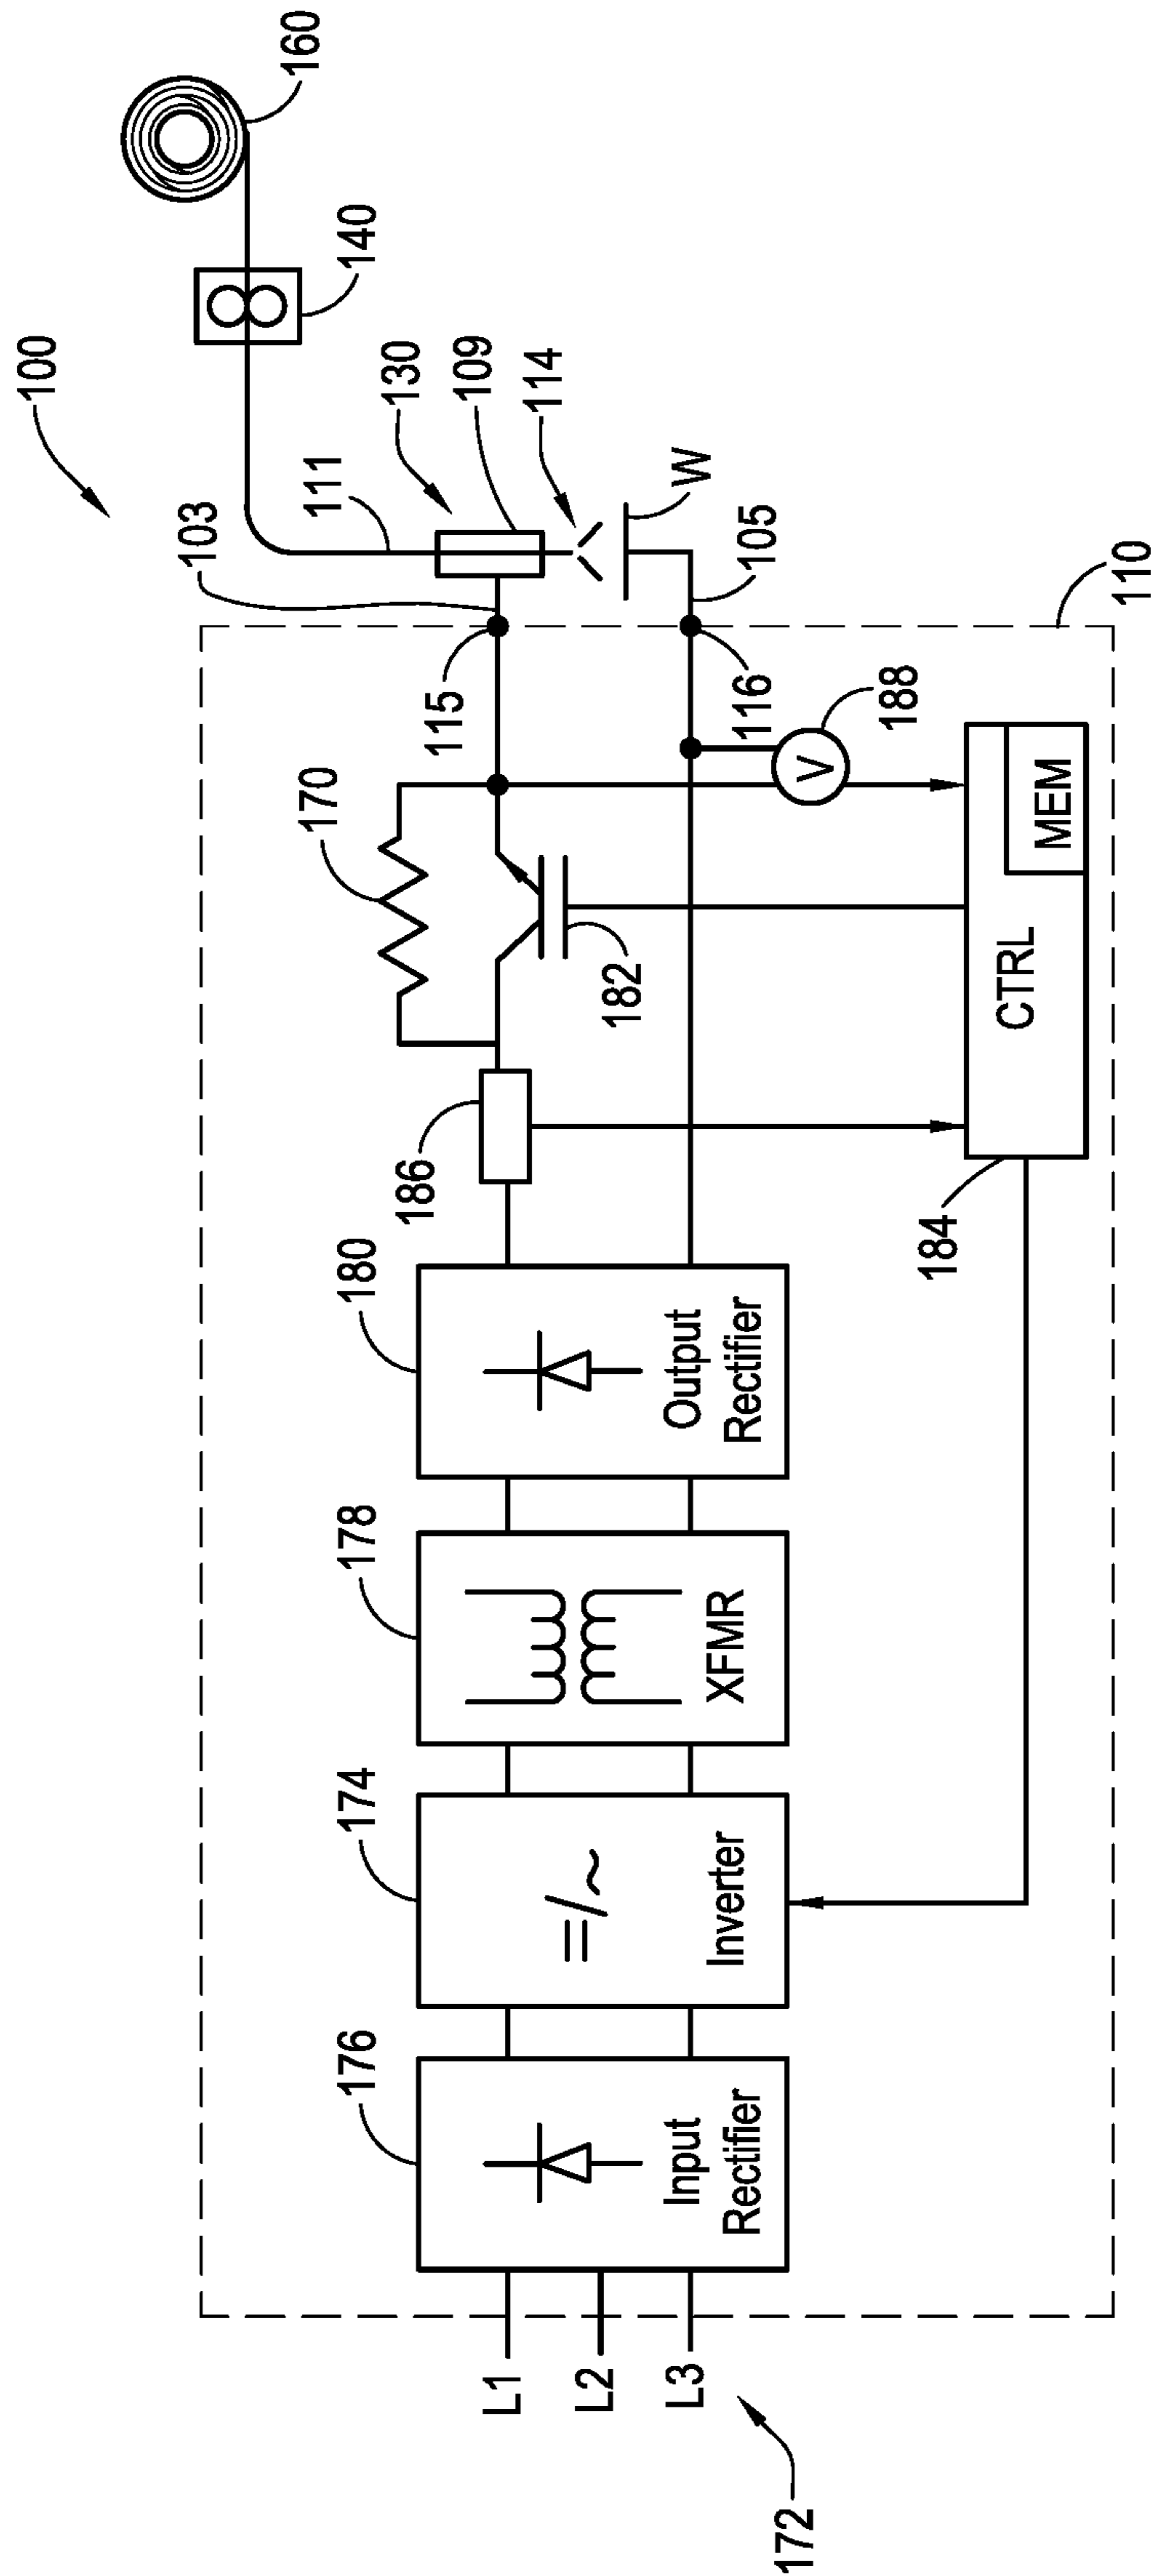 100
160
140
103
111
130
109
114
W
105
110
115
116
170
188
V
182
186
MEM
CTRL
184
180
Output
Rectifier
178
XFMR
174
=/~
Inverter
176
Input
Rectifier
L1
L2
L3
172